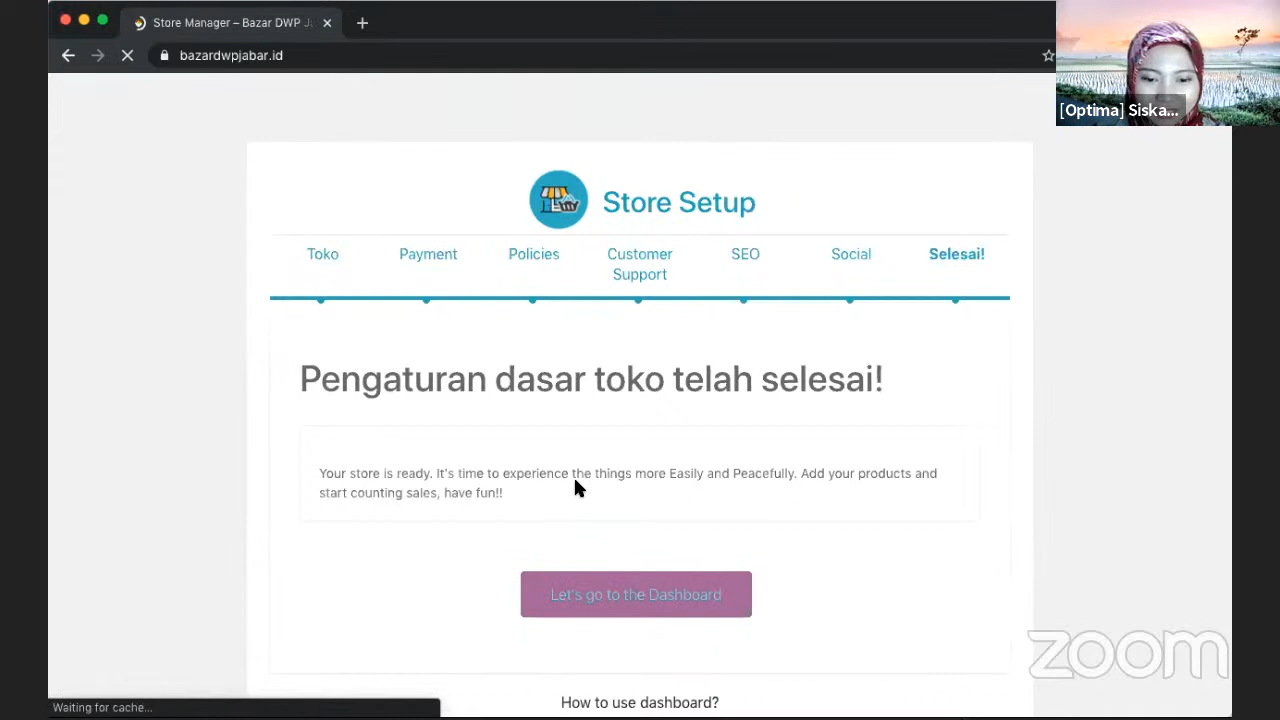 Store Manager – Bazar DWP J
bazardwpjabar.id
[Optima] Siska...
Store Setup
Toko
Payment
Policies
Customer
Support
SEO
Social
Selesai!
Pengaturan dasar toko telah selesai!
Your store is ready. It's time to experience the things more Easily and Peacefully. Add your products and
start counting sales, have fun!!
Let's go to the Dashboard
zoom
How to use dashboard?
Waiting for cache...